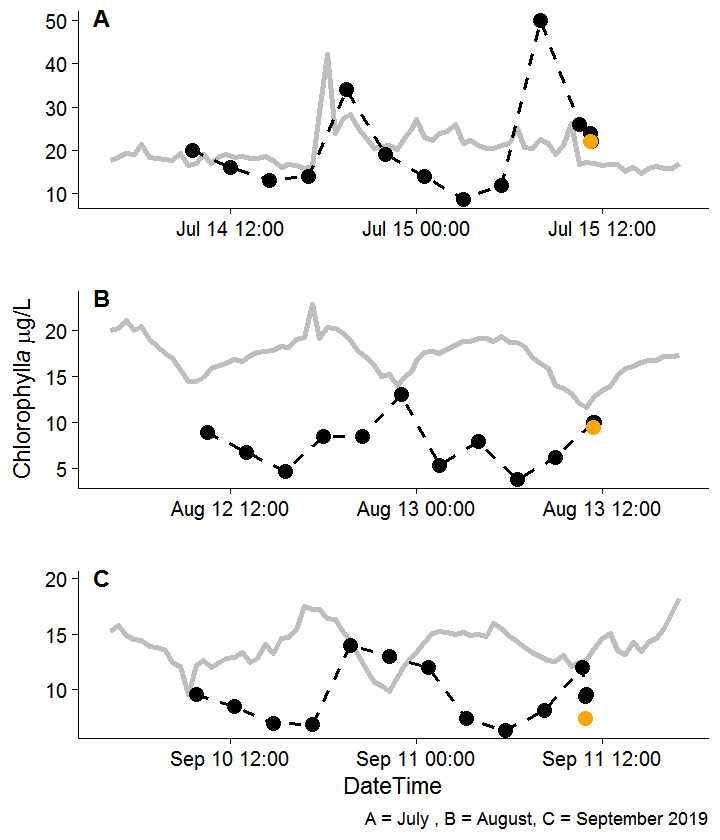 A
50
40
30
20
10
Jul 14 12:00 Jul 15 00:00 Jul 15 12:00
B
20
15
10
5
Aug 12 12:00 Aug 13 00:00 Aug 13 12:00
Chlorophylla µg/L
C
20
15
10
Sep 10 12:00 Sep 11 00:00 Sep 11 12:00
DateTime
A = July , B = August, C = September 2019